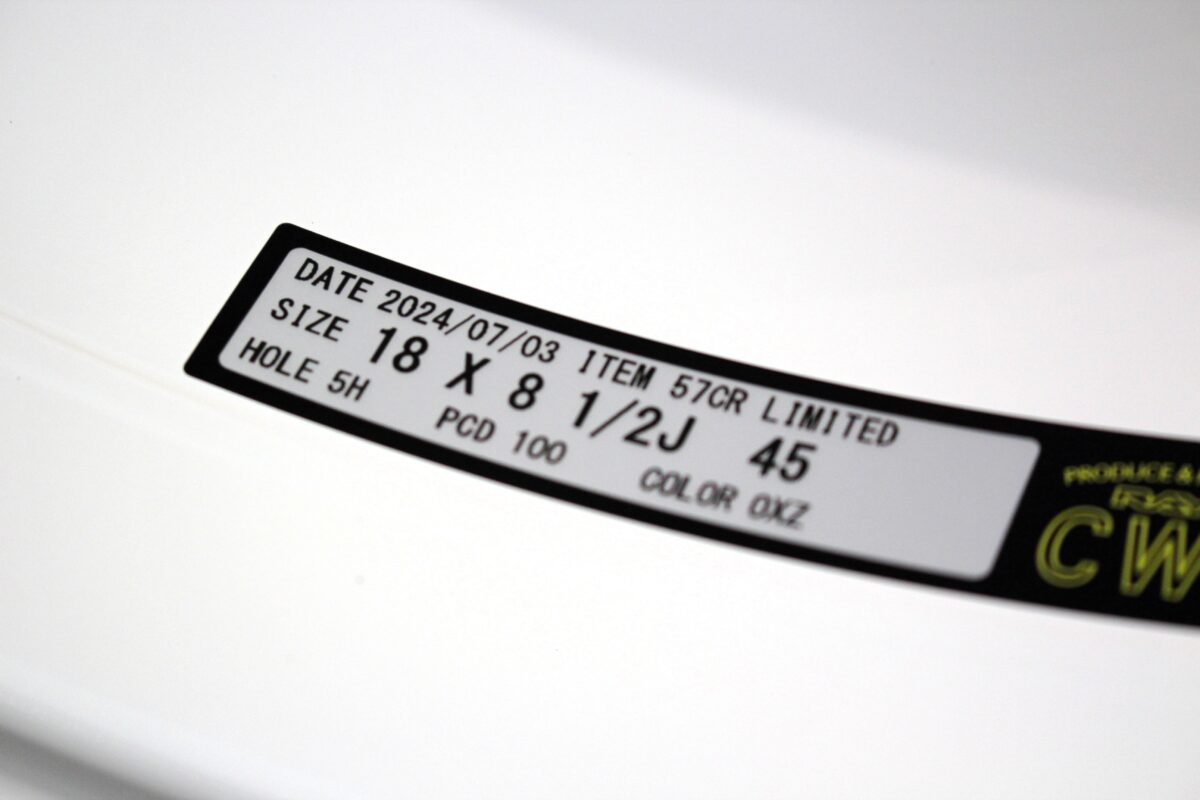 DATE 2024/07/03 ITEM 57CR LIMITED
SIZE 18 X 8 1/2J 45
HOLE 5H PCD 100 COLOR OXZ
PRODUCE &
CW